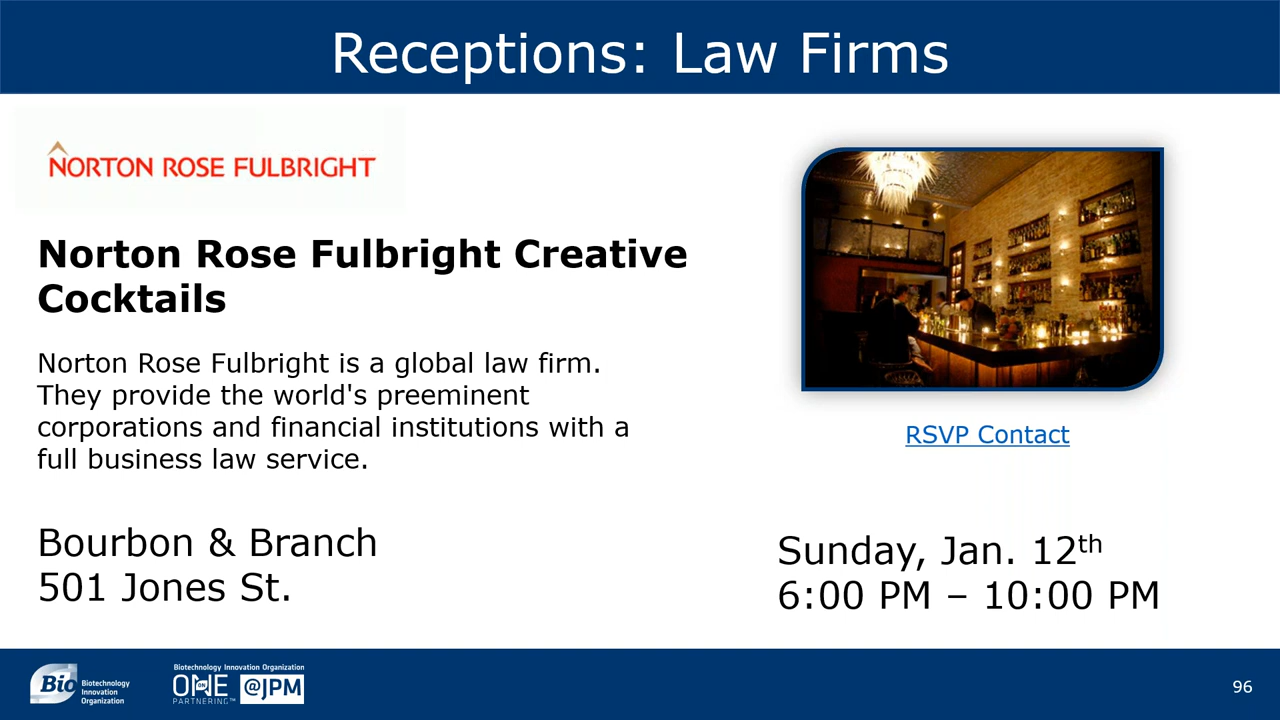 Receptions: Law Firms
NORTON ROSE FULBRIGHT
Norton Rose Fulbright Creative
Cocktails
Norton Rose Fulbright is a global law firm.
They provide the world's preeminent
corporations and financial institutions with a
full business law service.
RSVP Contact
Bourbon & Branch
501 Jones St.
Sunday, Jan. 12th
6:00 PM – 10:00 PM
Bio
Biotechnology
Innovation
Organization
Biotechnology Innovation Organization
ONE ON
PARTNERING™
@JPM
96